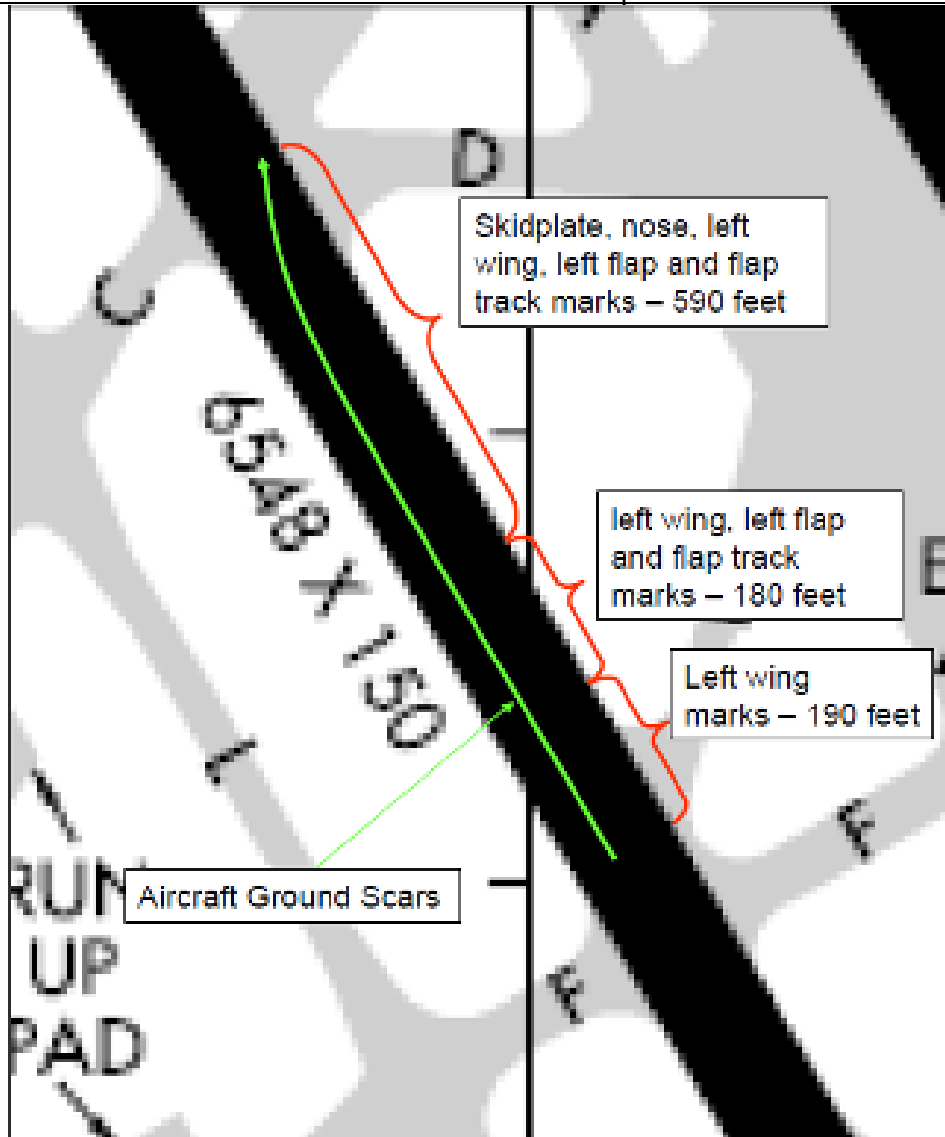 D
Skidplate, nose, left
wing, left flap and flap
track marks – 590 feet
C
6548 X 150
left wing, left flap
and flap track
marks – 180 feet
E
Left wing
marks – 190 feet
L
F
Aircraft Ground Scars
RUN
UP
PAD
F